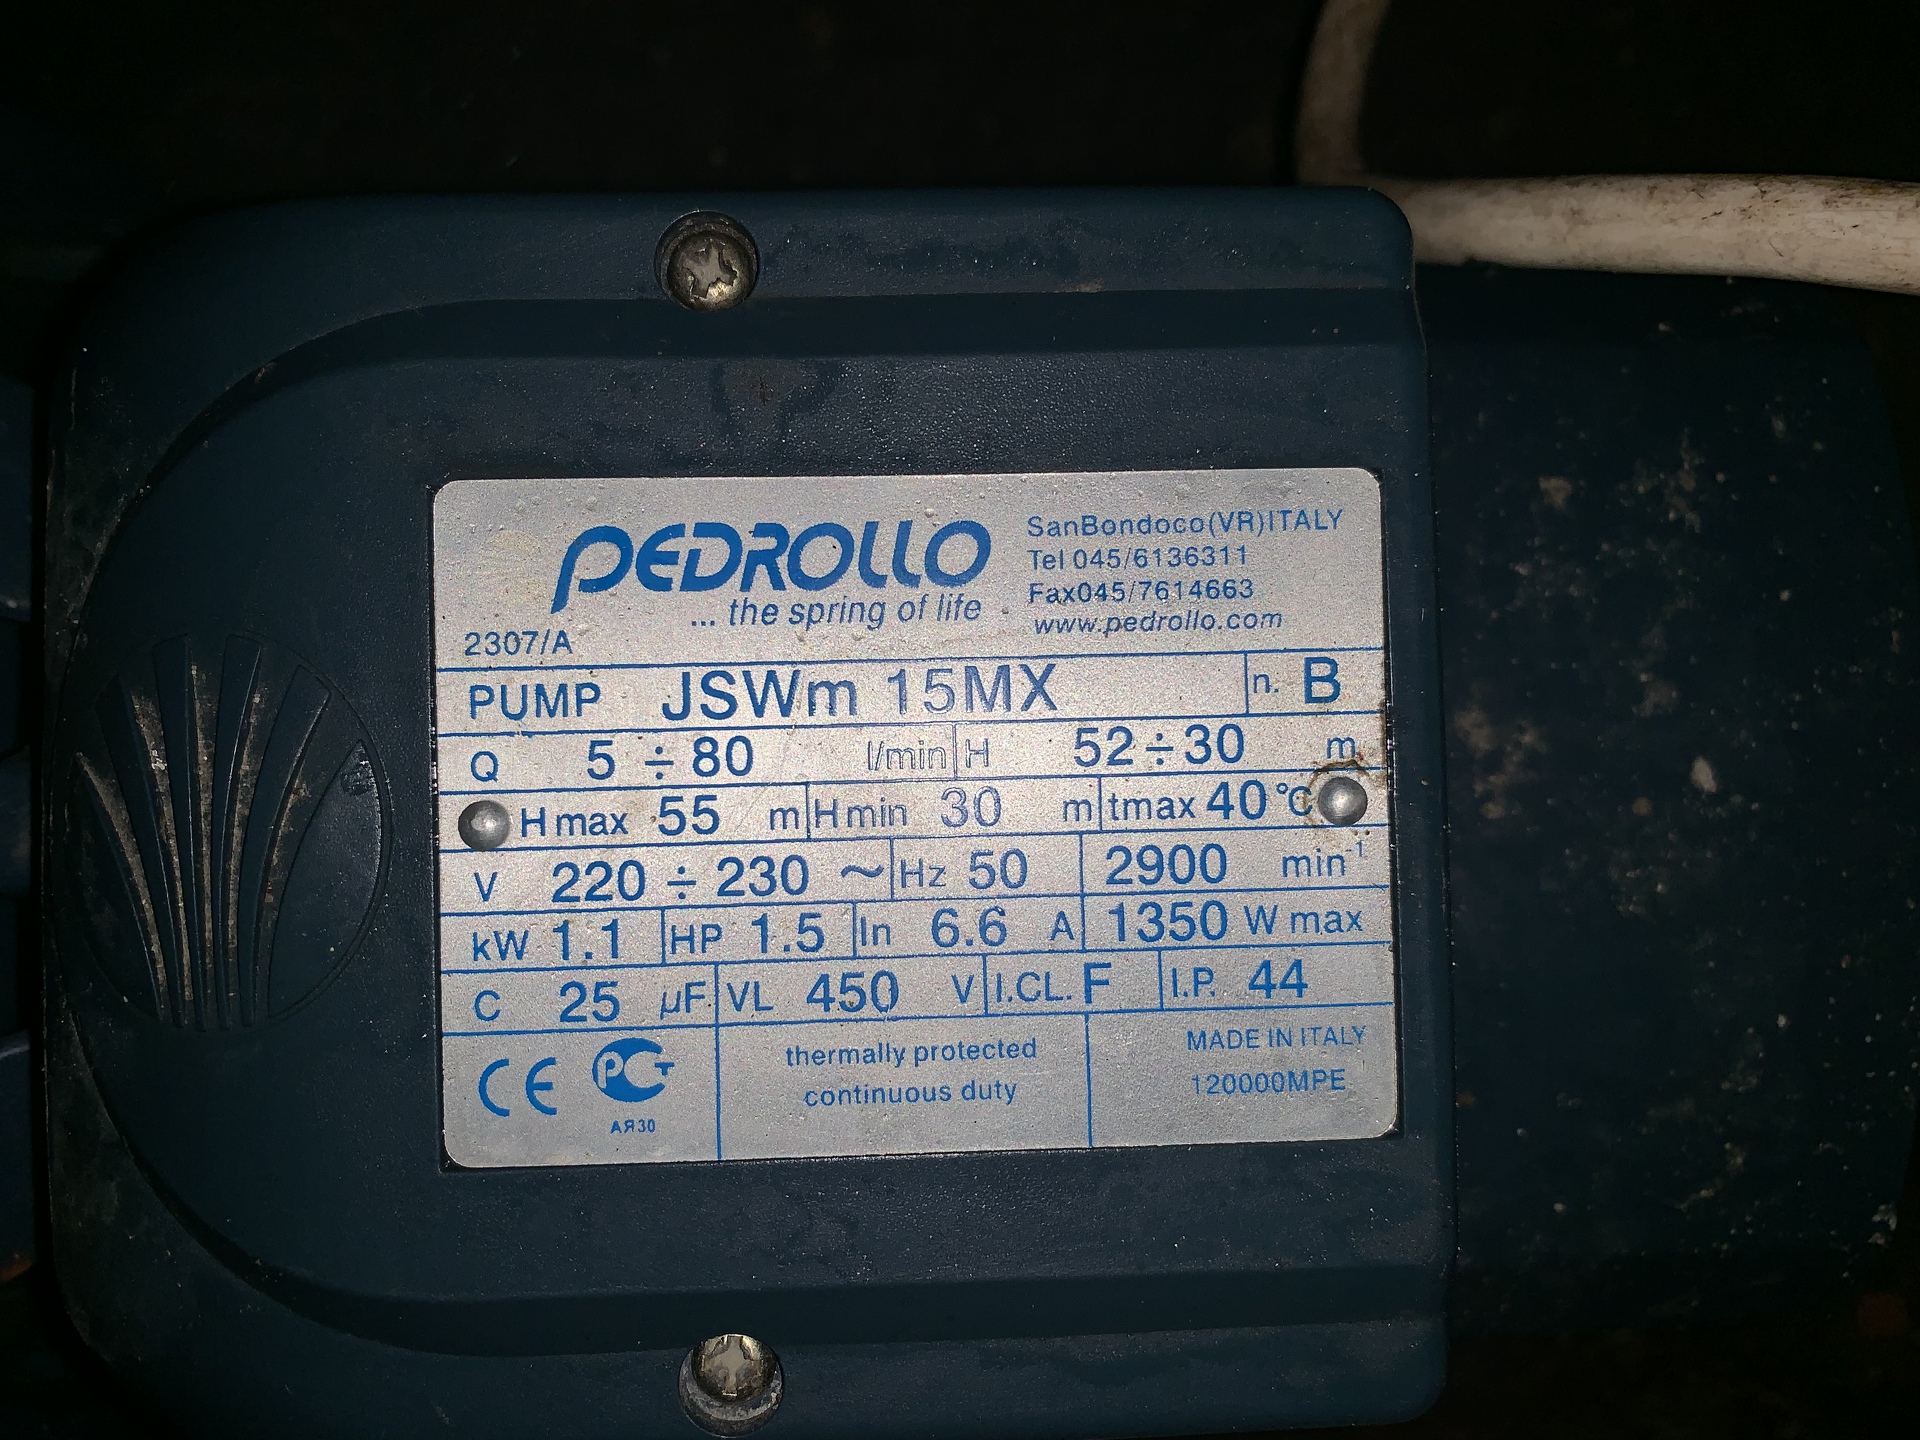 PEDROLLO
... the spring of life
SanBondoco(VR)ITALY
Tel 045/6136311
Fax045/7614663
www.pedrollo.com
2307/A
PUMP JSWm 15MX n. B
Q 5 ÷ 80 l/min H 52÷30 m
H max 55 m H min 30 m tmax 40 °C
V 220 ÷ 230 ~ Hz 50 2900 min-1
kW 1.1 HP 1.5 In 6.6 A 1350 W max
C 25 µF VL 450 V I.CL. F I.P. 44
CE PCT
АЯ30
thermally protected
continuous duty
MADE IN ITALY
120000MPE